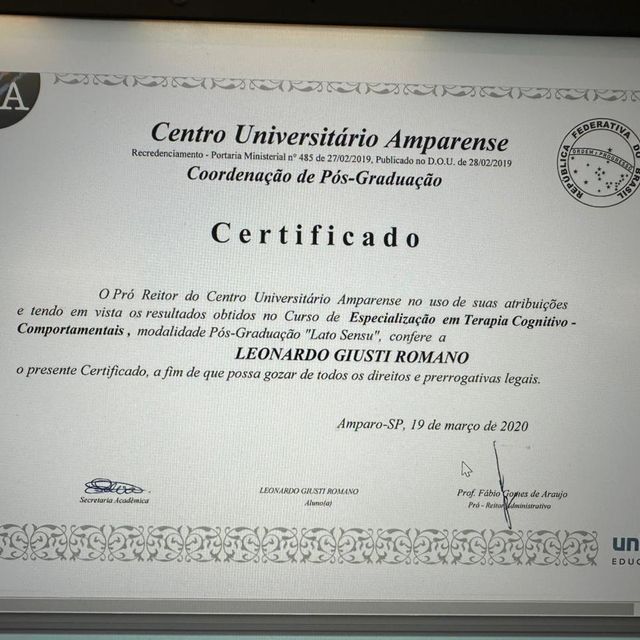 A
Centro Universitário Amparense
Recredenciamento - Portaria Ministerial nº 485 de 27/02/2019, Publicado no D.O.U. de 28/02/2019
Coordenação de Pós-Graduação
REPÚBLICA FEDERATIVA DO BRASIL
ORDEM E PROGRESSO
Certificado
O Pró Reitor do Centro Universitário Amparense no uso de suas atribuições
e tendo em vista os resultados obtidos no Curso de Especialização em Terapia Cognitivo -
Comportamentais , modalidade Pós-Graduação "Lato Sensu", confere a
LEONARDO GIUSTI ROMANO
o presente Certificado, a fim de que possa gozar de todos os direitos e prerrogativas legais.
Amparo-SP, 19 de março de 2020
Secretaria Acadêmica
LEONARDO GIUSTI ROMANO
Aluno(a)
Prof. Fábio Gomes de Araujo
Pró - Reitor Administrativo
un
EDUC